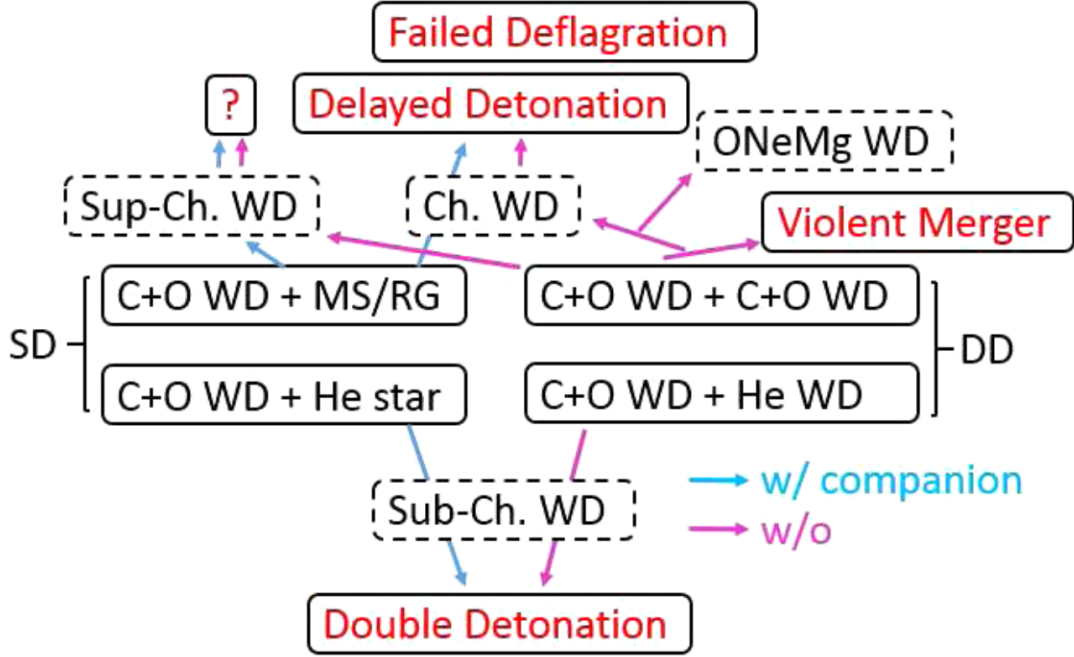 Failed Deflagration
?
Delayed Detonation
ONeMg WD
Sup-Ch. WD
Ch. WD
Violent Merger
C+O WD + MS/RG
C+O WD + C+O WD
SD
DD
C+O WD + He star
C+O WD + He WD
w/ companion
Sub-Ch. WD
w/o
Double Detonation